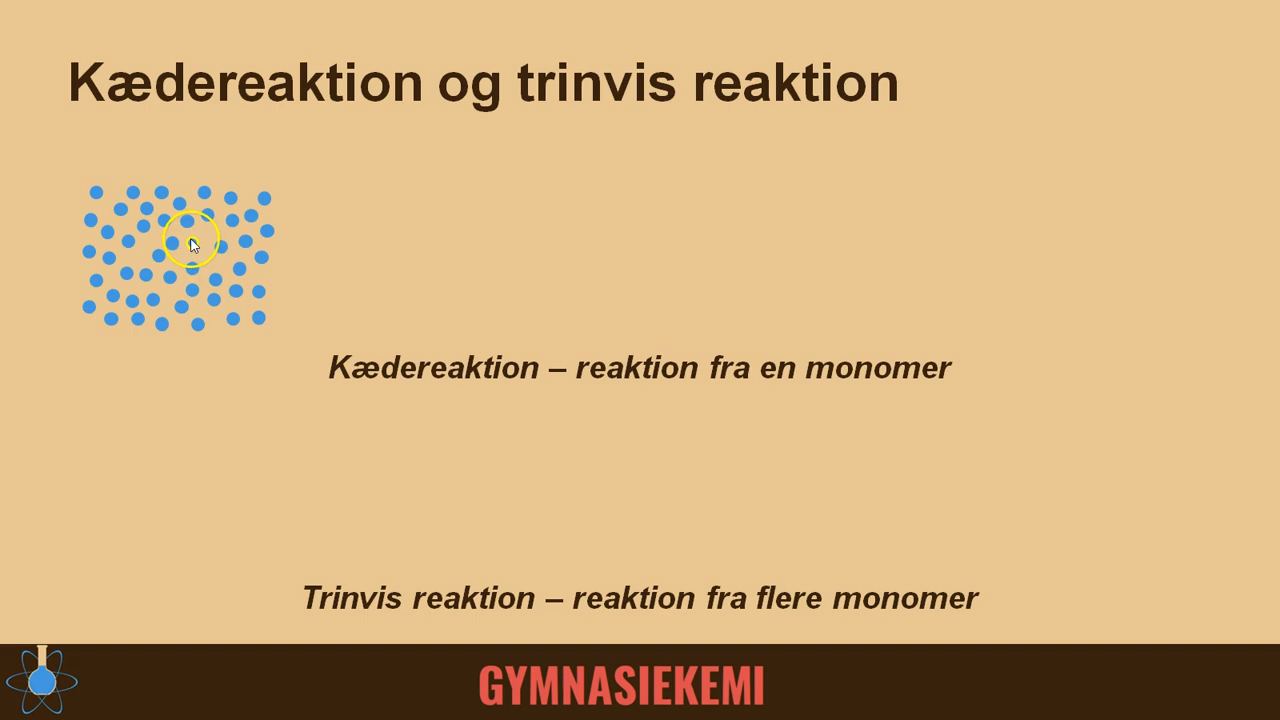 Kædereaktion og trinvis reaktion
Kædereaktion – reaktion fra en monomer
Trinvis reaktion – reaktion fra flere monomer
GYMNASIEKEMI